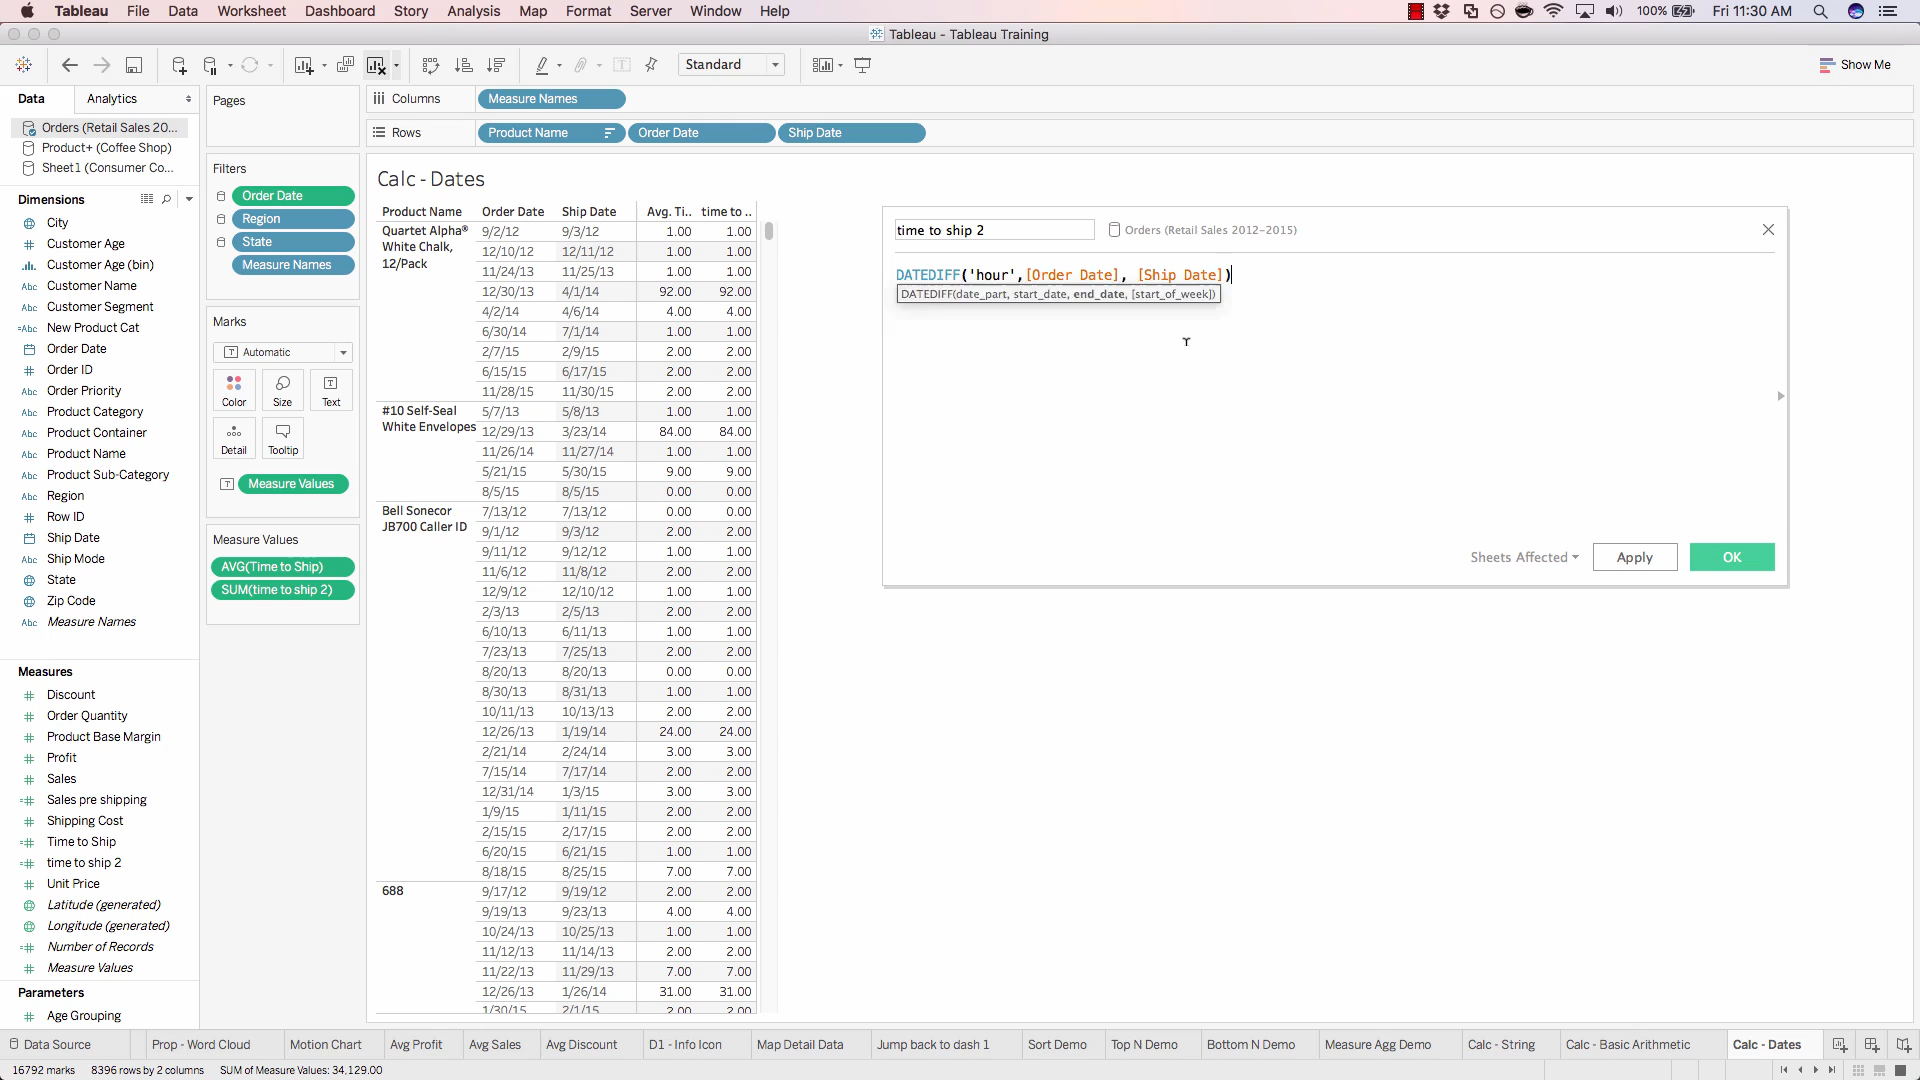 Tableau File Data Worksheet Dashboard Story Analysis Map Format Server Window Help 100% Fri 11:30 AM
Tableau - Tableau Training
Standard Show Me
Data Analytics
Orders (Retail Sales 20...
Product+ (Coffee Shop)
Sheet1 (Consumer Co...
Dimensions
City
Customer Age
Customer Age (bin)
Customer Name
Customer Segment
New Product Cat
Order Date
Order ID
Order Priority
Product Category
Product Container
Product Name
Product Sub-Category
Region
Row ID
Ship Date
Ship Mode
State
Zip Code
Measure Names
Measures
Discount
Order Quantity
Product Base Margin
Profit
Sales
Sales pre shipping
Shipping Cost
Time to Ship
time to ship 2
Unit Price
Latitude (generated)
Longitude (generated)
Number of Records
Measure Values
Parameters
Age Grouping
Pages
Filters
Order Date
Region
State
Measure Names
Marks
Automatic
Color Size Text
Detail Tooltip
Measure Values
Measure Values
AVG(Time to Ship)
SUM(time to ship 2)
Columns Measure Names
Rows Product Name Order Date Ship Date
Calc - Dates
Product Name Order Date Ship Date Avg. Ti.. time to ..
Quartet Alpha® 9/2/12 9/3/12 1.00 1.00
White Chalk, 12/10/12 12/11/12 1.00 1.00
12/Pack 11/24/13 11/25/13 1.00 1.00
12/30/13 4/1/14 92.00 92.00
4/2/14 4/6/14 4.00 4.00
6/30/14 7/1/14 1.00 1.00
2/7/15 2/9/15 2.00 2.00
6/15/15 6/17/15 2.00 2.00
11/28/15 11/30/15 2.00 2.00
#10 Self-Seal 5/7/13 5/8/13 1.00 1.00
White Envelopes 12/29/13 3/23/14 84.00 84.00
11/26/14 11/27/14 1.00 1.00
5/21/15 5/30/15 9.00 9.00
8/5/15 8/5/15 0.00 0.00
Bell Sonecor 7/13/12 7/13/12 0.00 0.00
JB700 Caller ID 9/1/12 9/3/12 2.00 2.00
9/11/12 9/12/12 1.00 1.00
11/6/12 11/8/12 2.00 2.00
12/9/12 12/10/12 1.00 1.00
2/3/13 2/5/13 2.00 2.00
6/10/13 6/11/13 1.00 1.00
7/23/13 7/25/13 2.00 2.00
8/20/13 8/20/13 0.00 0.00
8/30/13 8/31/13 1.00 1.00
10/11/13 10/13/13 2.00 2.00
12/26/13 1/19/14 24.00 24.00
2/21/14 2/24/14 3.00 3.00
7/15/14 7/17/14 2.00 2.00
12/31/14 1/3/15 3.00 3.00
1/9/15 1/11/15 2.00 2.00
2/15/15 2/17/15 2.00 2.00
6/20/15 6/21/15 1.00 1.00
8/18/15 8/25/15 7.00 7.00
688 9/17/12 9/19/12 2.00 2.00
9/19/13 9/23/13 4.00 4.00
10/24/13 10/25/13 1.00 1.00
11/12/13 11/14/13 2.00 2.00
11/22/13 11/29/13 7.00 7.00
12/26/13 1/26/14 31.00 31.00
1/30/15 2/1/15 2.00 2.00
time to ship 2 Orders (Retail Sales 2012-2015)
DATEDIFF('hour',[Order Date], [Ship Date])
DATEDIFF(date_part, start_date, end_date, [start_of_week])
Sheets Affected Apply OK
Data Source Prop - Word Cloud Motion Chart Avg Profit Avg Sales Avg Discount D1 - Info Icon Map Detail Data Jump back to dash 1 Sort Demo Top N Demo Bottom N Demo Measure Agg Demo Calc - String Calc - Basic Arithmetic Calc - Dates
16792 marks 8396 rows by 2 columns SUM of Measure Values: 34,129.00